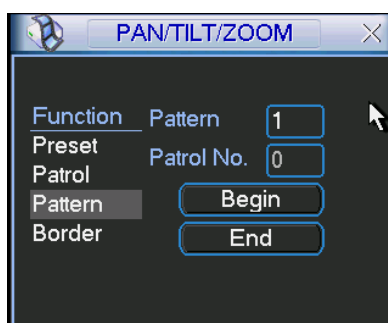 PAN/TILT/ZOOM
Function
Pattern 1
Preset
Patrol No. 0
Patrol
Pattern
Begin
Border
End